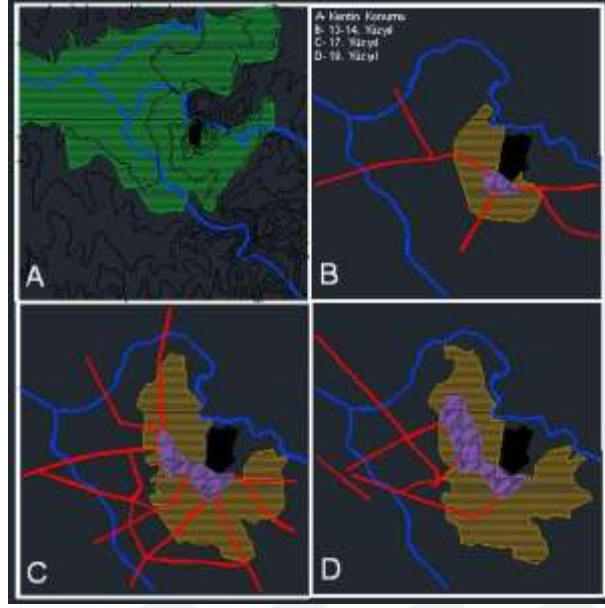 A- Kentin Konumu
B- 13-14. Yüzyıl
C- 17. Yüzyıl
D- 19. Yüzyıl
A
B
C
D